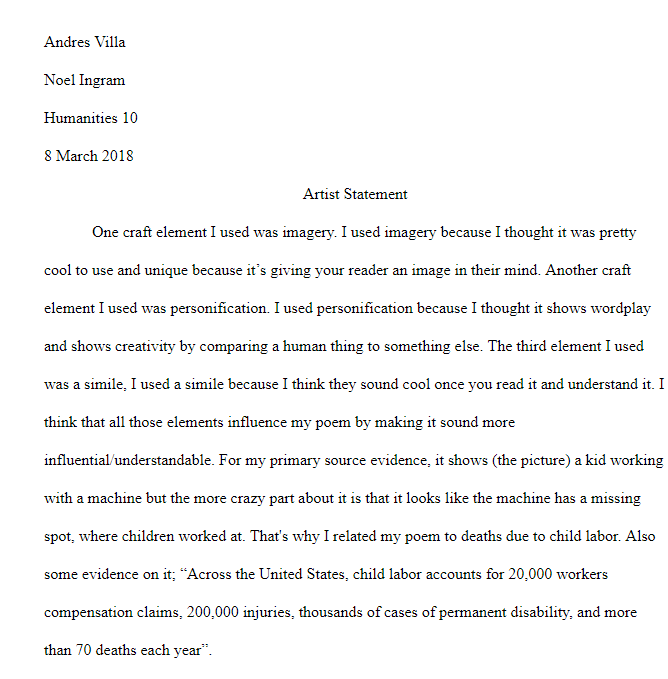 Andres Villa
Noel Ingram
Humanities 10
8 March 2018
Artist Statement
One craft element I used was imagery. I used imagery because I thought it was pretty
cool to use and unique because it’s giving your reader an image in their mind. Another craft
element I used was personification. I used personification because I thought it shows wordplay
and shows creativity by comparing a human thing to something else. The third element I used
was a simile, I used a simile because I think they sound cool once you read it and understand it. I
think that all those elements influence my poem by making it sound more
influential/understandable. For my primary source evidence, it shows (the picture) a kid working
with a machine but the more crazy part about it is that it looks like the machine has a missing
spot, where children worked at. That's why I related my poem to deaths due to child labor. Also
some evidence on it; “Across the United States, child labor accounts for 20,000 workers
compensation claims, 200,000 injuries, thousands of cases of permanent disability, and more
than 70 deaths each year”.